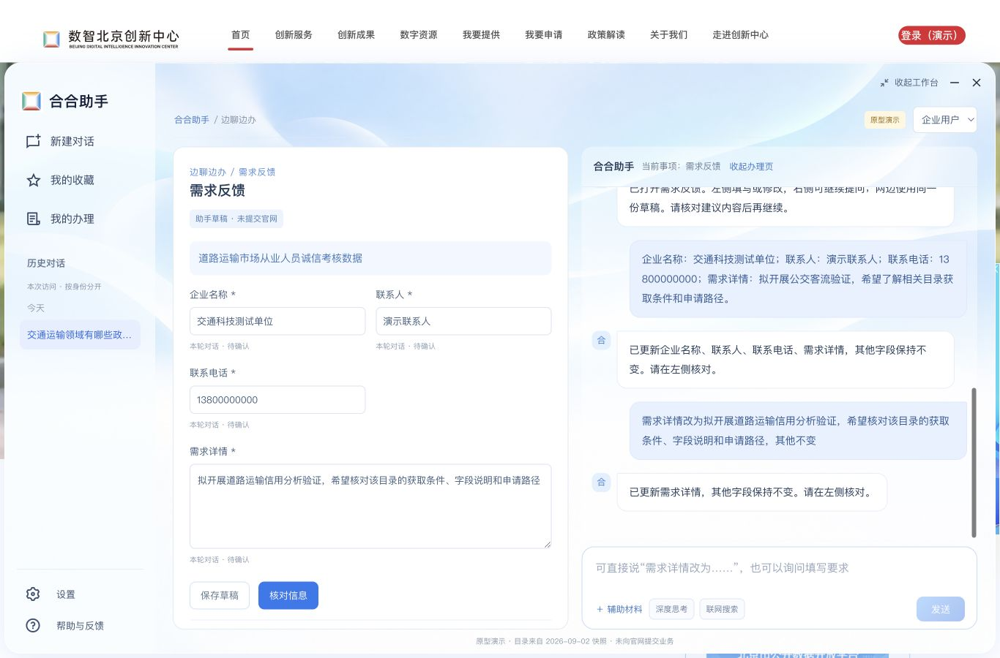 数智北京创新中心
BEIJING DIGITAL INTELLIGENCE INNOVATION CENTER
首页
创新服务
创新成果
数字资源
我要提供
我要申请
政策解读
关于我们
走进创新中心
登录（演示）
合合助手
新建对话
我的收藏
我的办理
历史对话
本次访问 · 按身份分开
今天
交通运输领域有哪些政…
设置
帮助与反馈
收起工作台
合合助手 / 边聊边办
原型演示
企业用户
边聊边办 / 需求反馈
需求反馈
助手草稿 · 未提交官网
道路运输市场从业人员诚信考核数据
企业名称 *
联系人 *
交通科技测试单位
演示联系人
本轮对话 · 待确认
本轮对话 · 待确认
联系电话 *
13800000000
本轮对话 · 待确认
需求详情 *
拟开展道路运输信用分析验证，希望核对该目录的获取条件、字段说明和申请路径
本轮对话 · 待确认
保存草稿
核对信息
合合助手 当前事项：需求反馈 收起办理页
已打开需求反馈。左侧填写或修改，右侧可继续提问，两边使用同一
份草稿。请核对建议内容后再继续。
企业名称：交通科技测试单位；联系人：演示联系人；联系电话：13
800000000；需求详情：拟开展公交客流验证，希望了解相关目录获
取条件和申请路径。
合
已更新企业名称、联系人、联系电话、需求详情，其他字段保持不
变。请在左侧核对。
需求详情改为拟开展道路运输信用分析验证，希望核对该目录的获取
条件、字段说明和申请路径，其他不变
合
已更新需求详情，其他字段保持不变。请在左侧核对。
可直接说“需求详情改为……”，也可以询问填写要求
+ 辅助材料
深度思考
联网搜索
发送
原型演示 · 目录来自 2026-09-02 快照 · 未向官网提交业务